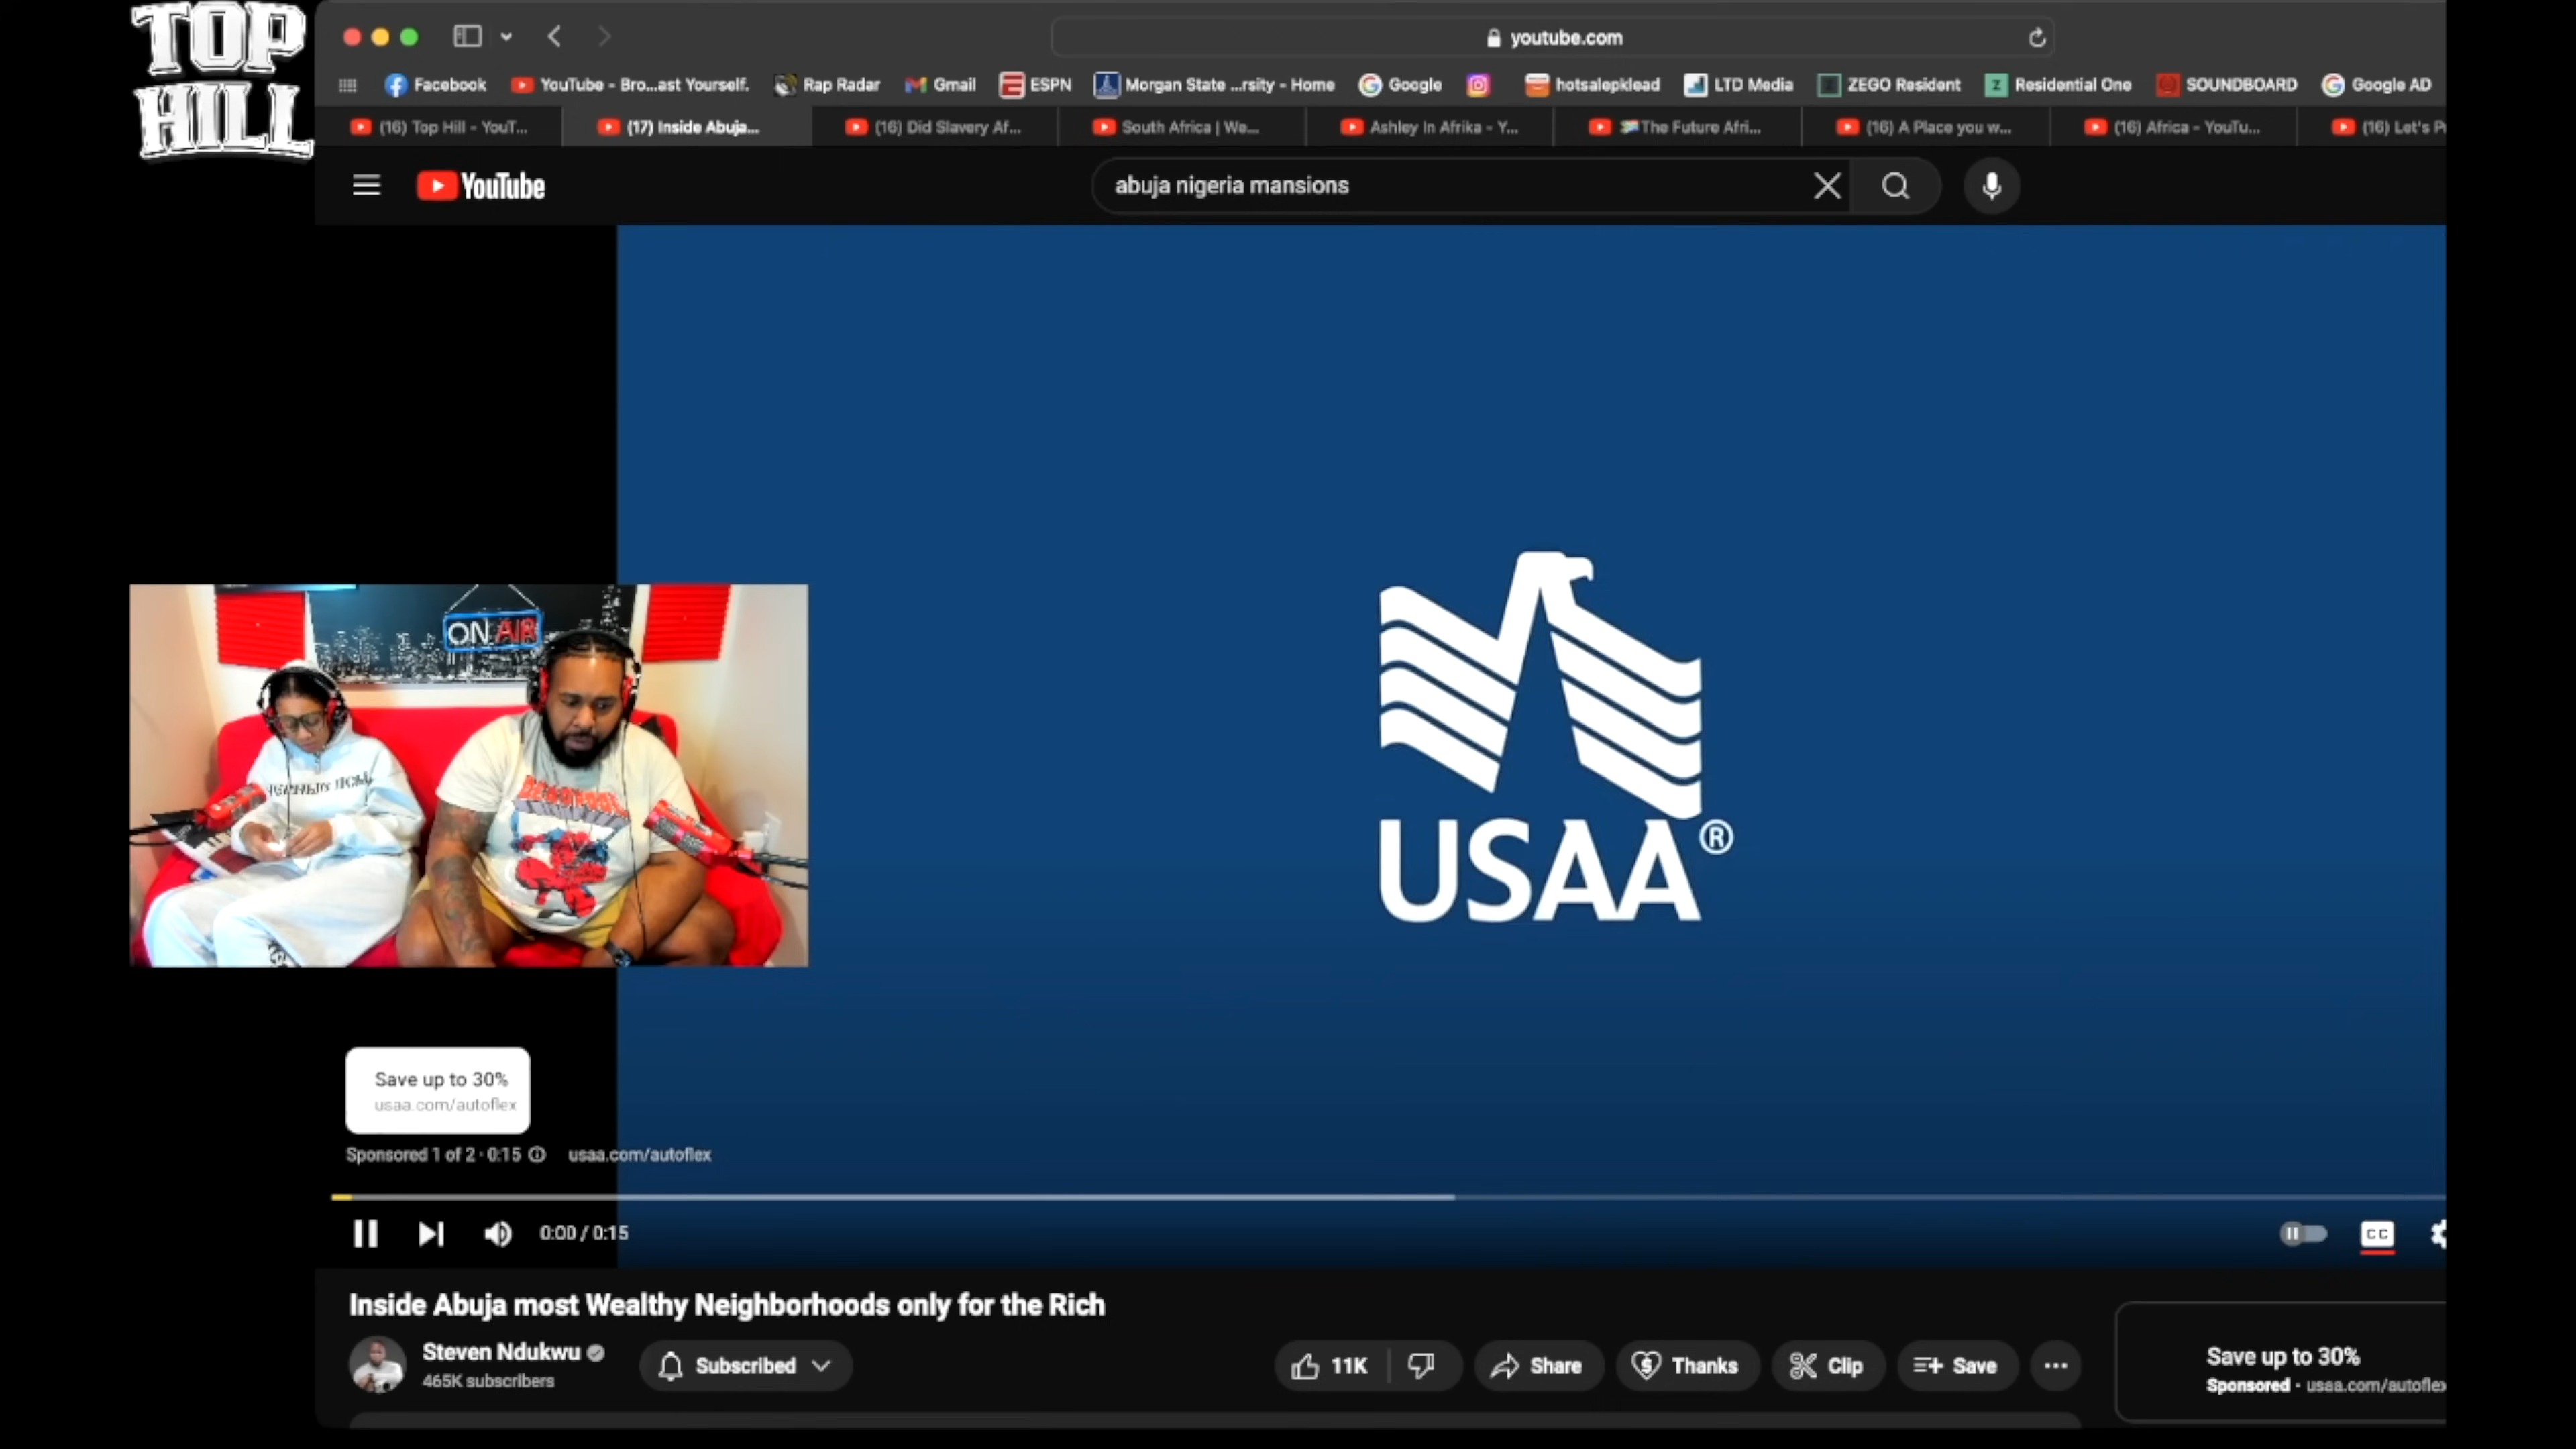 TOP
HILL
youtube.com
Facebook
YouTube - Bro...ast Yourself.
Rap Radar
Gmail
ESPN
Morgan State ...rsity - Home
Google
hotsalepklead
LTD Media
ZEGO Resident
Residential One
SOUNDBOARD
Google AD
(16) Top Hill - YouT...
(17) Inside Abuja...
(16) Did Slavery Af...
South Africa | We...
Ashley In Afrika - Y...
The Future Afri...
(16) A Place you w...
(16) Africa - YouTu...
(16) Let's P
YouTube
abuja nigeria mansions
ON AIR
USAA®
Save up to 30%
usaa.com/autoflex
Sponsored 1 of 2 · 0:15 usaa.com/autoflex
0:00 / 0:15
CC
Inside Abuja most Wealthy Neighborhoods only for the Rich
Steven Ndukwu
465K subscribers
Subscribed
11K
Share
Thanks
Clip
Save
Save up to 30%
Sponsored · usaa.com/autoflex